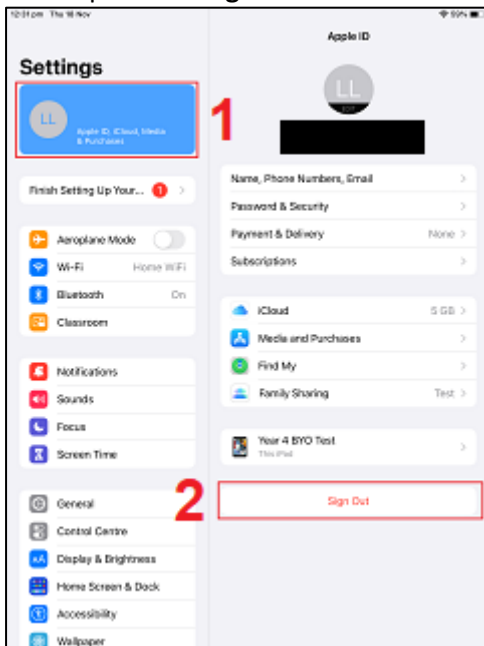 12:01 pm Thu 18 Nov
99%
Settings
LL
Apple ID, iCloud, Media
& Purchases
1
Finish Setting Up Your... 1
Aeroplane Mode
Wi-Fi Home WiFi
Bluetooth On
Classroom
Notifications
Sounds
Focus
Screen Time
2
General
Control Centre
Display & Brightness
Home Screen & Dock
Accessibility
Wallpaper
Apple ID
LL
EDIT
Name, Phone Numbers, Email
Password & Security
Payment & Delivery None
Subscriptions
iCloud 5 GB
Media and Purchases
Find My
Family Sharing Test
Year 4 BYO Test
This iPad
Sign Out